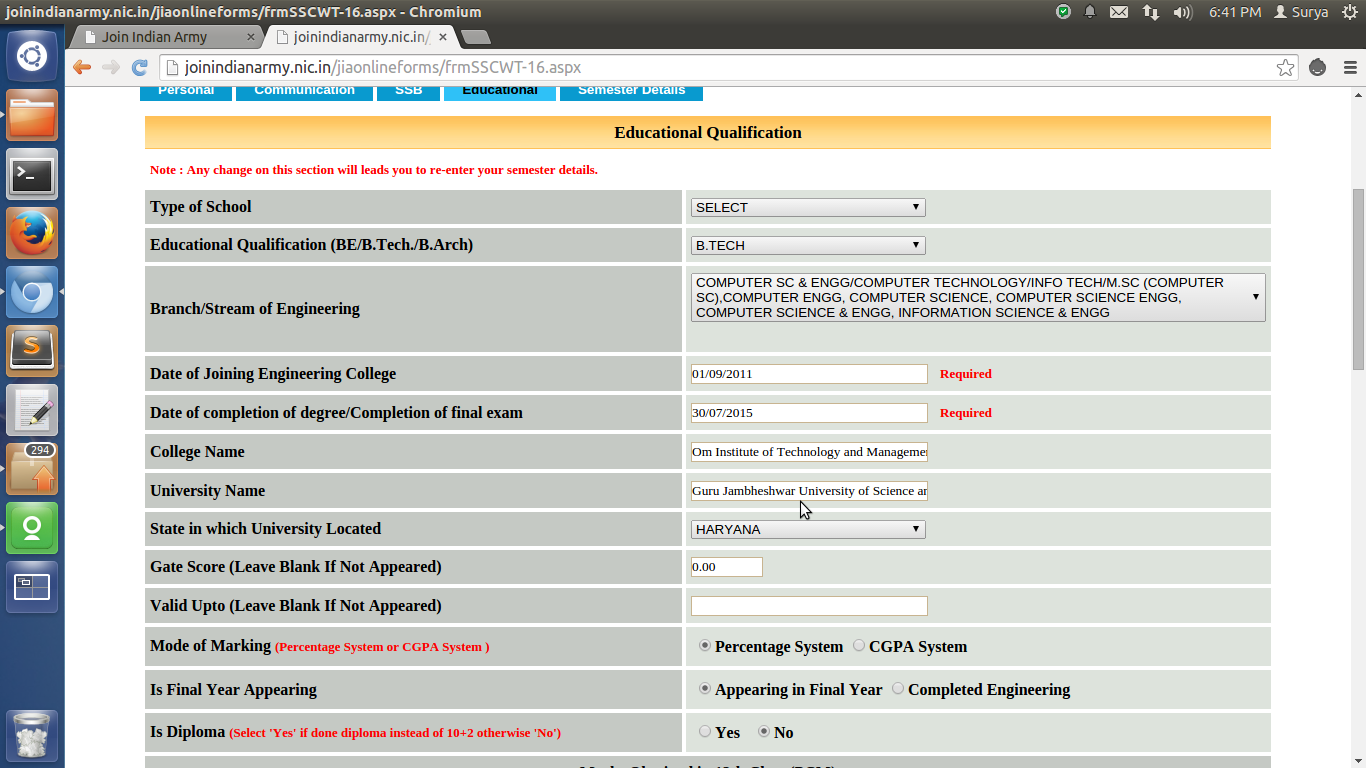 joinindianarmy.nic.in/jiaonlineforms/frmSSCWT-16.aspx - Chromium
6:41 PM Surya
Join Indian Army × joinindianarmy.nic.in/ ×
joinindianarmy.nic.in/jiaonlineforms/frmSSCWT-16.aspx
Personal Communication SSB Educational Semester Details
Educational Qualification
Note : Any change on this section will leads you to re-enter your semester details.
Type of School SELECT
Educational Qualification (BE/B.Tech./B.Arch) B.TECH
Branch/Stream of Engineering
COMPUTER SC & ENGG/COMPUTER TECHNOLOGY/INFO TECH/M.SC (COMPUTER
SC),COMPUTER ENGG, COMPUTER SCIENCE, COMPUTER SCIENCE ENGG,
COMPUTER SCIENCE & ENGG, INFORMATION SCIENCE & ENGG
Date of Joining Engineering College 01/09/2011 Required
Date of completion of degree/Completion of final exam 30/07/2015 Required
College Name Om Institute of Technology and Managemen
University Name Guru Jambheshwar University of Science an
State in which University Located HARYANA
294
Gate Score (Leave Blank If Not Appeared) 0.00
Valid Upto (Leave Blank If Not Appeared)
Mode of Marking (Percentage System or CGPA System ) Percentage System CGPA System
Is Final Year Appearing Appearing in Final Year Completed Engineering
Is Diploma (Select 'Yes' if done diploma instead of 10+2 otherwise 'No') Yes No